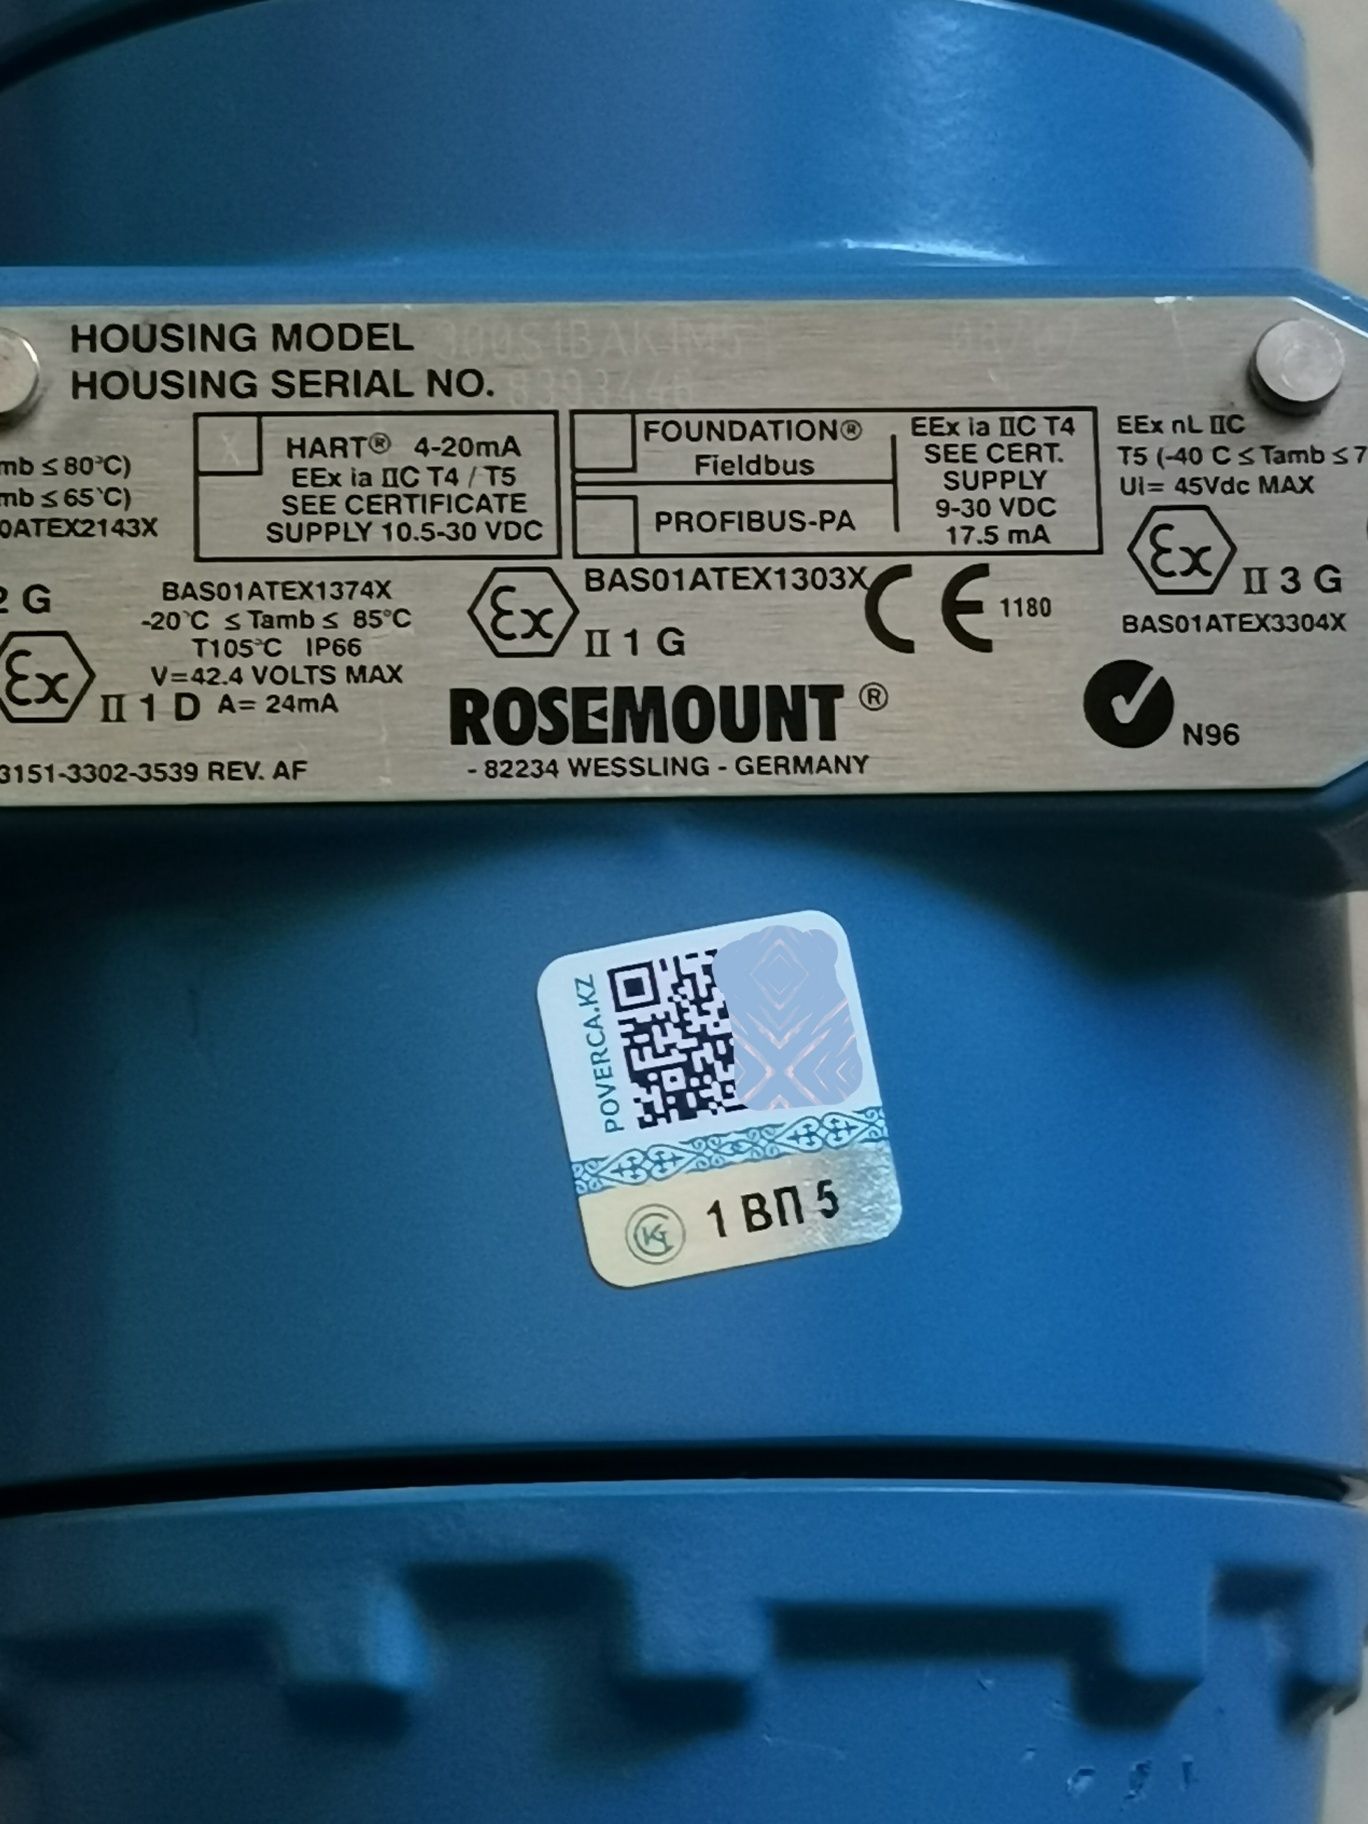 HOUSING MODEL 300S1BAK1M5 08/07
HOUSING SERIAL NO. 8393446
mb ≤ 80°C)
mb ≤ 65°C)
0ATEX2143X
X HART® 4-20mA
EEx ia IIC T4 / T5
SEE CERTIFICATE
SUPPLY 10.5-30 VDC
FOUNDATION®
Fieldbus
PROFIBUS-PA
EEx ia IIC T4
SEE CERT.
SUPPLY
9-30 VDC
17.5 mA
EEx nL IIC
T5 (-40 C ≤ Tamb ≤ 7
Ui= 45Vdc MAX
Ex II 3 G
BAS01ATEX3304X
2 G
Ex II 1 D
BAS01ATEX1374X
-20°C ≤ Tamb ≤ 85°C
T105°C IP66
V=42.4 VOLTS MAX
A= 24mA
Ex BAS01ATEX1303X
II 1 G
CE 1180
N96
ROSEMOUNT®
- 82234 WESSLING - GERMANY
3151-3302-3539 REV. AF
POVERCA.KZ
1 ВП 5